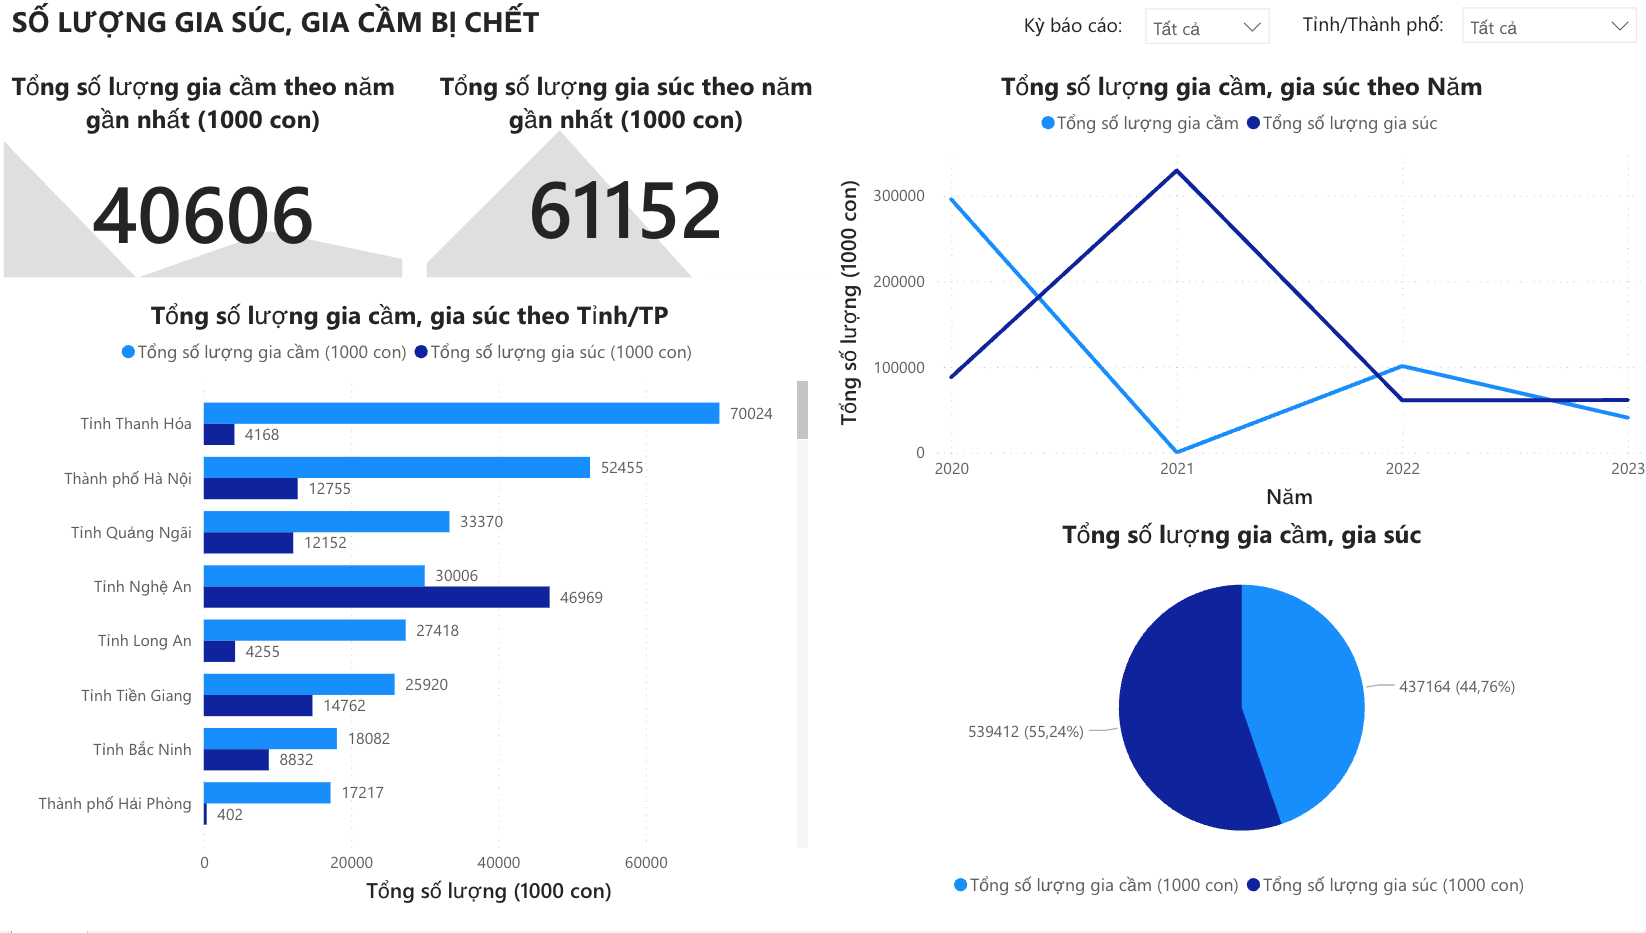 SỐ LƯỢNG GIA SÚC, GIA CẦM BỊ CHẾT
Kỳ báo cáo:
Tất cả
Tỉnh/Thành phố:
Tất cả
Tổng số lượng gia cầm theo năm
gần nhất (1000 con)
40606
Tổng số lượng gia súc theo năm
gần nhất (1000 con)
61152
Tổng số lượng gia cầm, gia súc theo Tỉnh/TP
Tổng số lượng gia cầm (1000 con)
Tổng số lượng gia súc (1000 con)
Tỉnh Thanh Hóa
70024
4168
Thành phố Hà Nội
52455
12755
Tỉnh Quảng Ngãi
33370
12152
Tỉnh Nghệ An
30006
46969
Tỉnh Long An
27418
4255
Tỉnh Tiền Giang
25920
14762
Tỉnh Bắc Ninh
18082
8832
Thành phố Hải Phòng
17217
402
0
20000
40000
60000
Tổng số lượng (1000 con)
Tổng số lượng gia cầm, gia súc theo Năm
Tổng số lượng gia cầm
Tổng số lượng gia súc
Tổng số lượng (1000 con)
300000
200000
100000
0
2020
2021
2022
2023
Năm
Tổng số lượng gia cầm, gia súc
437164 (44,76%)
539412 (55,24%)
Tổng số lượng gia cầm (1000 con)
Tổng số lượng gia súc (1000 con)